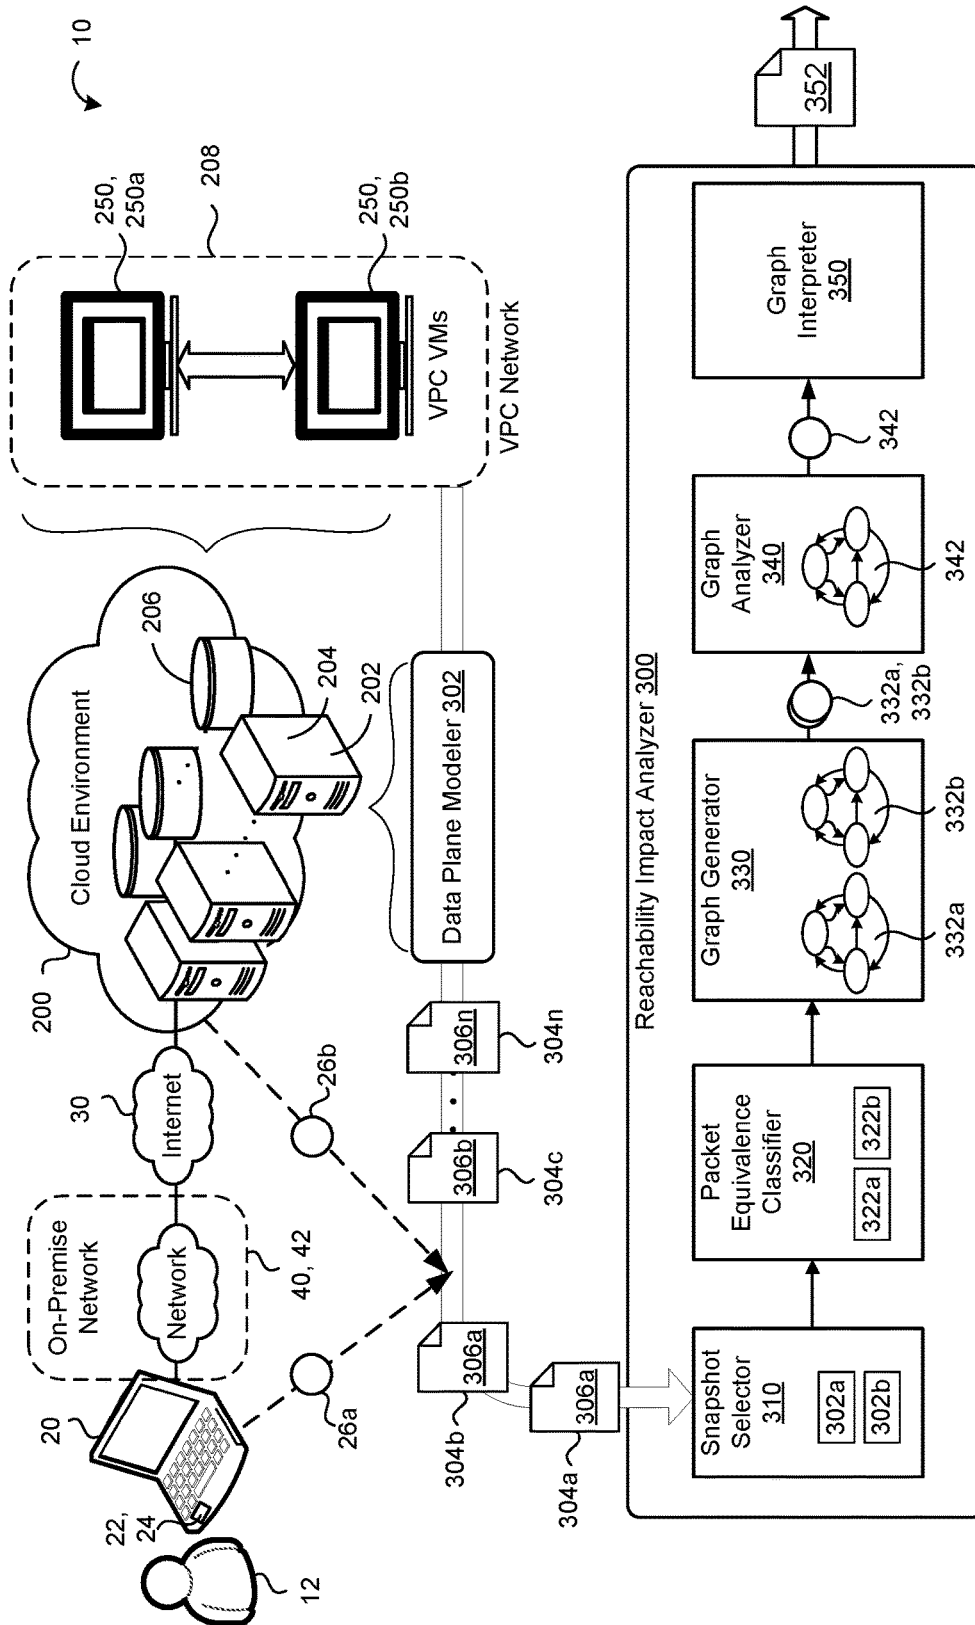 10
On-Premise
Network
Network
40, 42
30
Internet
200
Cloud Environment
206
204
202
250,
250a
208
250,
250b
VPC VMs
VPC Network
20
22,
24
12
26a
26b
Data Plane Modeler 302
306n
304n
306b
304c
306a
304b
306a
304a
Reachability Impact Analyzer 300
Snapshot
Selector
310
302a
302b
Packet
Equivalence
Classifier
320
322a
322b
Graph Generator
330
332a
332b
332a,
332b
Graph
Analyzer
340
342
342
Graph
Interpreter
350
352